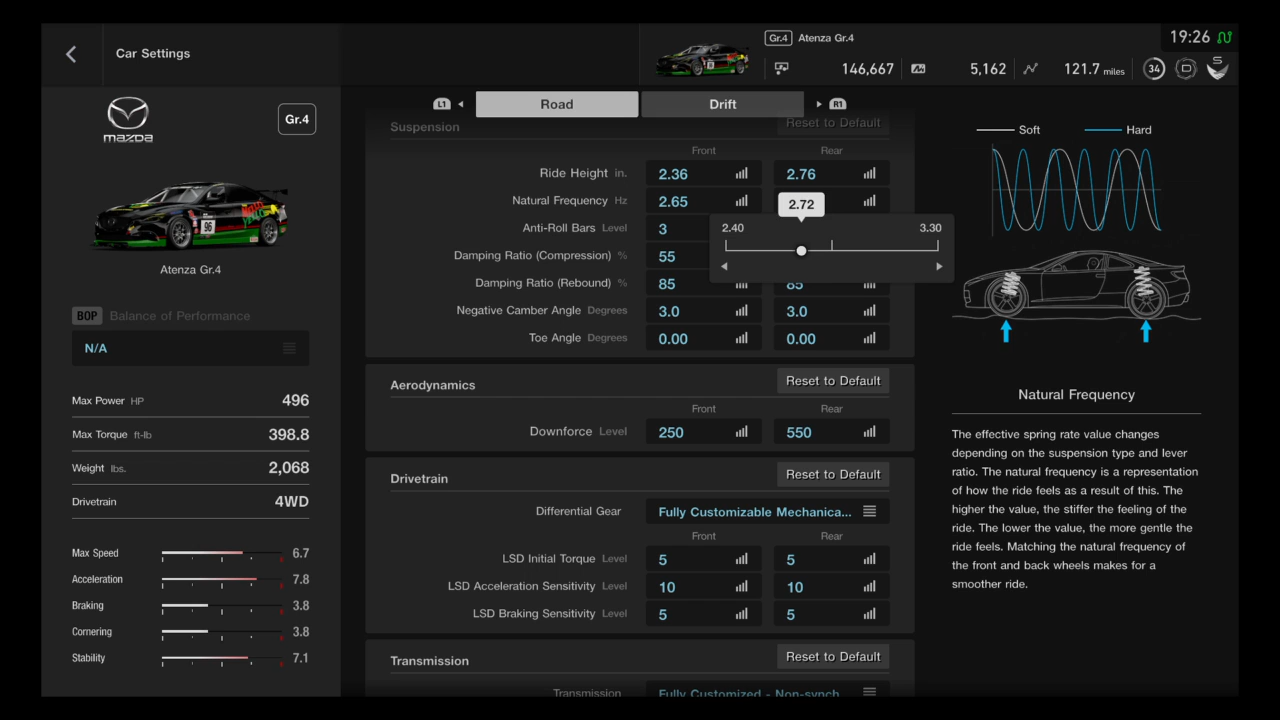 Car Settings
Gr.4 Atenza Gr.4
19:26
146,667 5,162 121.7 miles 34
mazda
Gr.4
Atenza Gr.4
BOP Balance of Performance
N/A
Max Power HP 496
Max Torque ft-lb 398.8
Weight lbs. 2,068
Drivetrain 4WD
Max Speed 6.7
Acceleration 7.8
Braking 3.8
Cornering 3.8
Stability 7.1
L1 Road Drift R1
Suspension Reset to Default
Front Rear
Ride Height in. 2.36 2.76
Natural Frequency Hz 2.65
2.72
2.40 3.30
Anti-Roll Bars Level 3
Damping Ratio (Compression) % 55
Damping Ratio (Rebound) % 85 85
Negative Camber Angle Degrees 3.0 3.0
Toe Angle Degrees 0.00 0.00
Aerodynamics Reset to Default
Front Rear
Downforce Level 250 550
Drivetrain Reset to Default
Differential Gear Fully Customizable Mechanica...
Front Rear
LSD Initial Torque Level 5 5
LSD Acceleration Sensitivity Level 10 10
LSD Braking Sensitivity Level 5 5
Transmission Reset to Default
Transmission Fully Customized - Non-synch
Soft Hard
Natural Frequency
The effective spring rate value changes
depending on the suspension type and lever
ratio. The natural frequency is a representation
of how the ride feels as a result of this. The
higher the value, the stiffer the feeling of the
ride. The lower the value, the more gentle the
ride feels. Matching the natural frequency of
the front and back wheels makes for a
smoother ride.